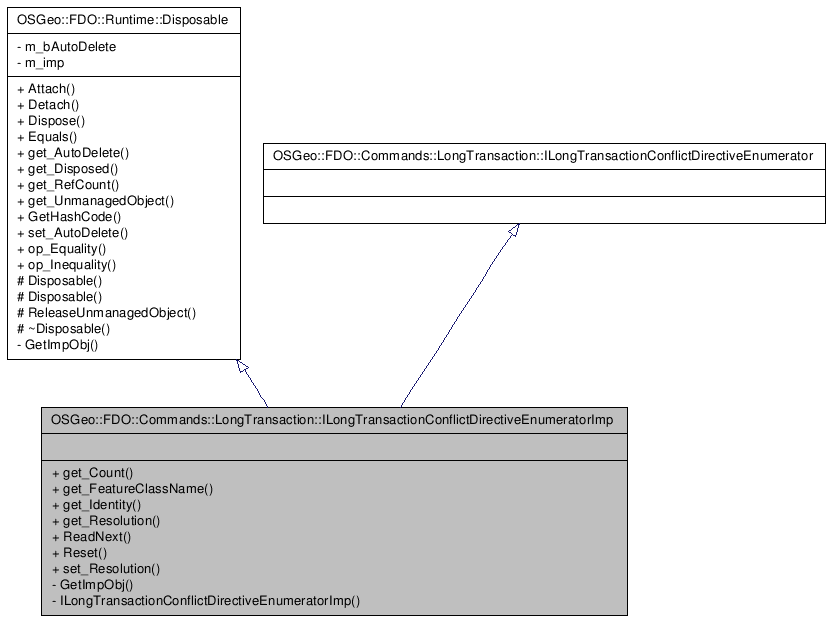 OSGeo::FDO::Runtime::Disposable
- m_bAutoDelete
- m_imp
+ Attach()
+ Detach()
+ Dispose()
+ Equals()
+ get_AutoDelete()
+ get_Disposed()
+ get_RefCount()
+ get_UnmanagedObject()
+ GetHashCode()
+ set_AutoDelete()
+ op_Equality()
+ op_Inequality()
# Disposable()
# Disposable()
# ReleaseUnmanagedObject()
# ~Disposable()
- GetImpObj()
OSGeo::FDO::Commands::LongTransaction::ILongTransactionConflictDirectiveEnumerator
OSGeo::FDO::Commands::LongTransaction::ILongTransactionConflictDirectiveEnumeratorImp
+ get_Count()
+ get_FeatureClassName()
+ get_Identity()
+ get_Resolution()
+ ReadNext()
+ Reset()
+ set_Resolution()
- GetImpObj()
- ILongTransactionConflictDirectiveEnumeratorImp()